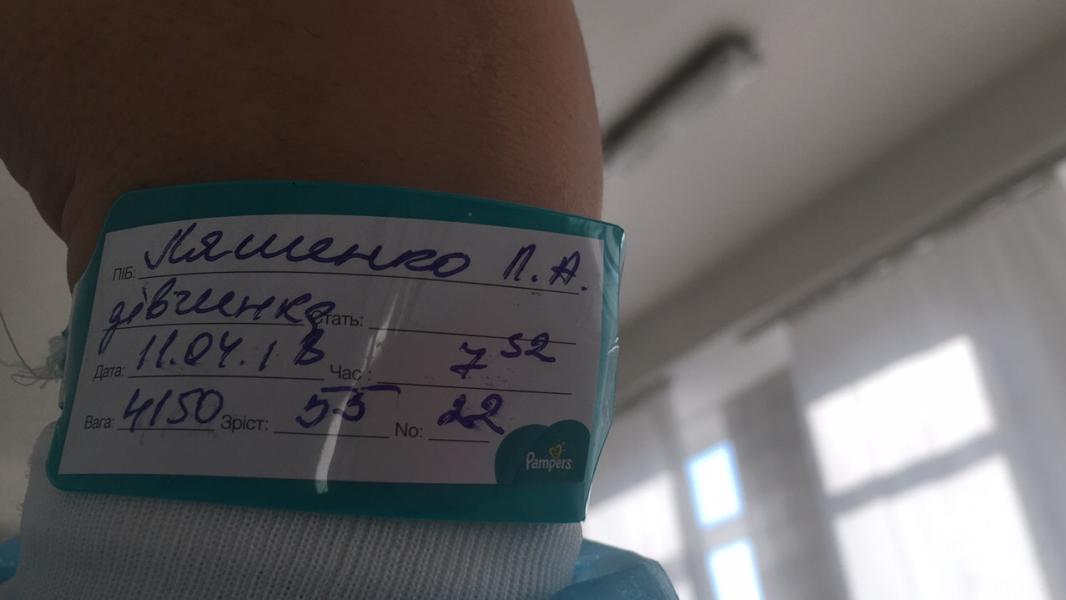 ПІБ: Ляшенко Л. А.
дівчинка Стать:
Дата: 11.04.18 Час: 7 52
Вага: 4150 Зріст: 55 No: 22
Pampers